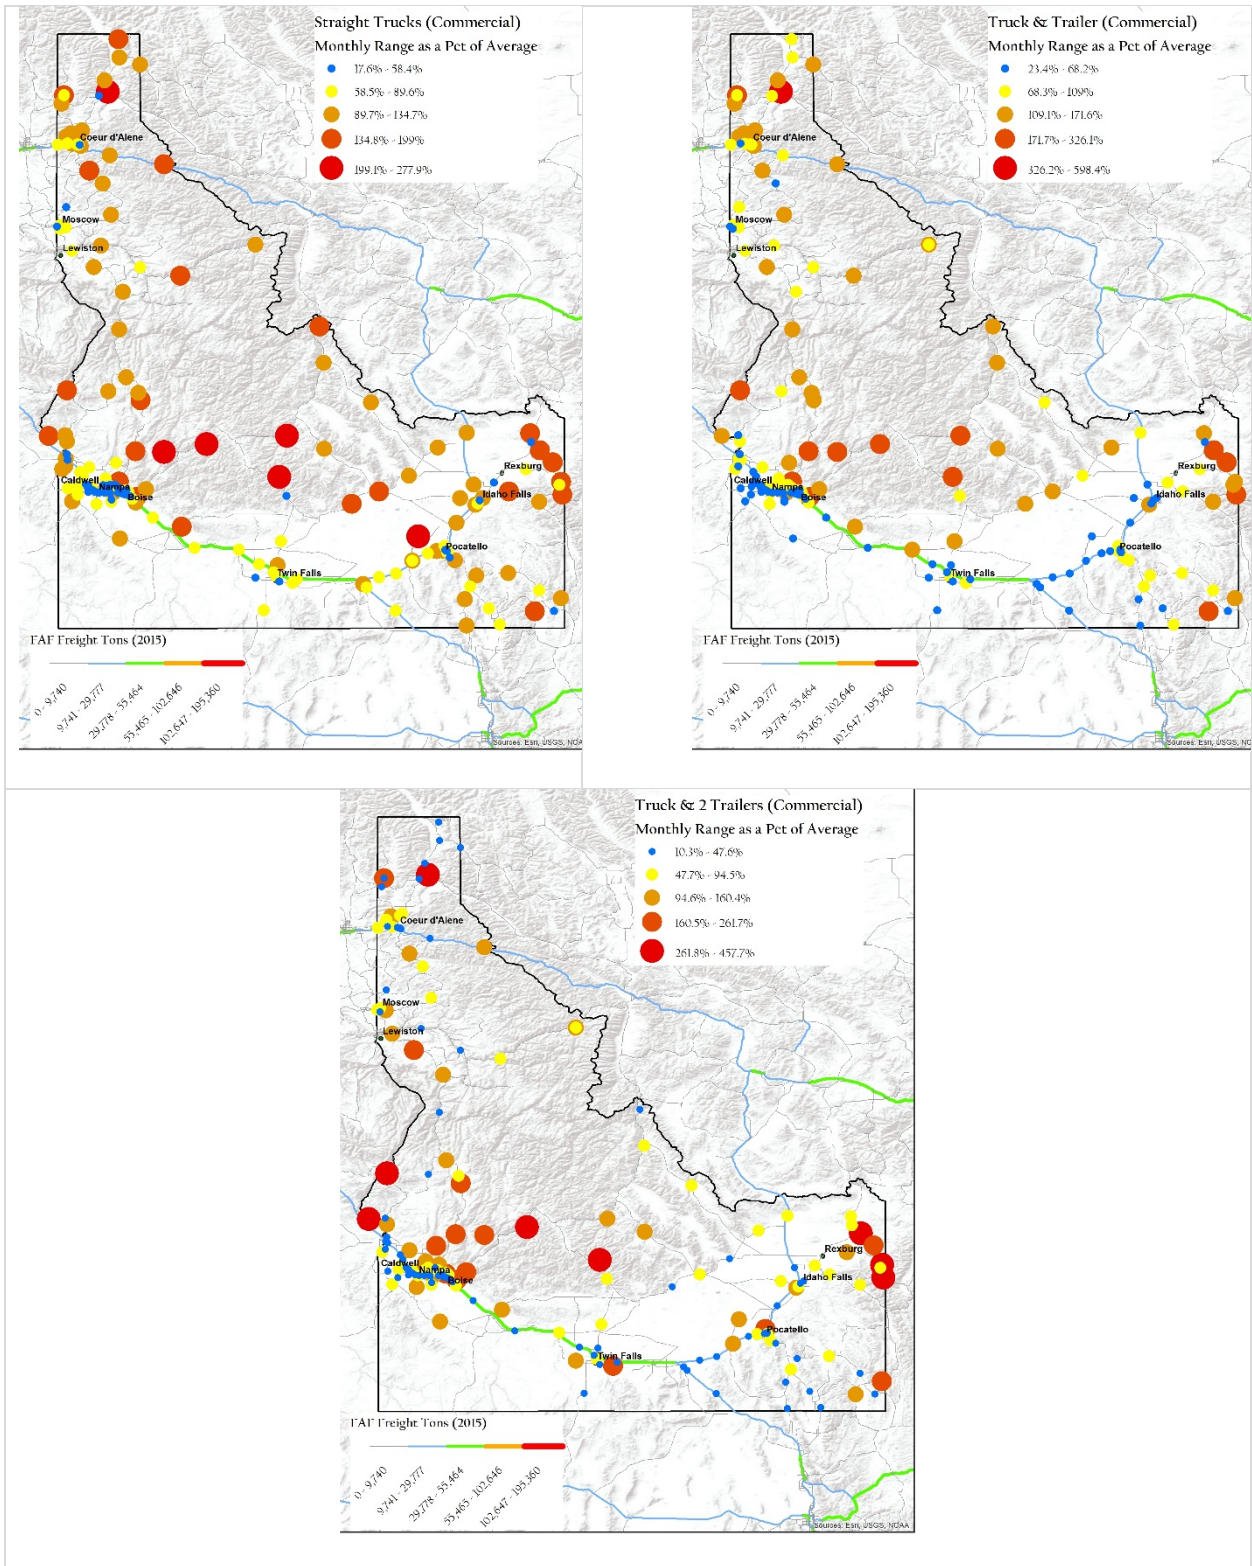 Straight Trucks (Commercial)
Monthly Range as a Pct of Average
17.6% - 58.4%
58.5% - 89.6%
89.7% - 134.7%
134.8% - 199%
199.1% - 277.9%
Coeur d'Alene
Moscow
Lewiston
Rexburg
Caldwell
Nampa
Boise
Idaho Falls
Pocatello
Twin Falls
FAF Freight Tons (2015)
0 - 9,740
9,741 - 29,777
29,778 - 55,464
55,465 - 102,646
102,647 - 195,360
Sources: Esri, USGS, NOA
Truck & Trailer (Commercial)
Monthly Range as a Pct of Average
23.4% - 68.2%
68.3% - 109%
109.1% - 171.6%
171.7% - 326.1%
326.2% - 598.4%
Coeur d'Alene
Moscow
Lewiston
Rexburg
Caldwell
Nampa
Boise
Idaho Falls
Pocatello
Twin Falls
FAF Freight Tons (2015)
0 - 9,740
9,741 - 29,777
29,778 - 55,464
55,465 - 102,646
102,647 - 195,360
Sources: Esri, USGS, NO
Truck & 2 Trailers (Commercial)
Monthly Range as a Pct of Average
10.3% - 47.6%
47.7% - 94.5%
94.6% - 160.4%
160.5% - 261.7%
261.8% - 457.7%
Coeur d'Alene
Moscow
Lewiston
Rexburg
Caldwell
Nampa
Boise
Idaho Falls
Pocatello
Twin Falls
FAF Freight Tons (2015)
0 - 9,740
9,741 - 29,777
29,778 - 55,464
55,465 - 102,646
102,647 - 195,360
Sources: Esri, USGS, NOAA